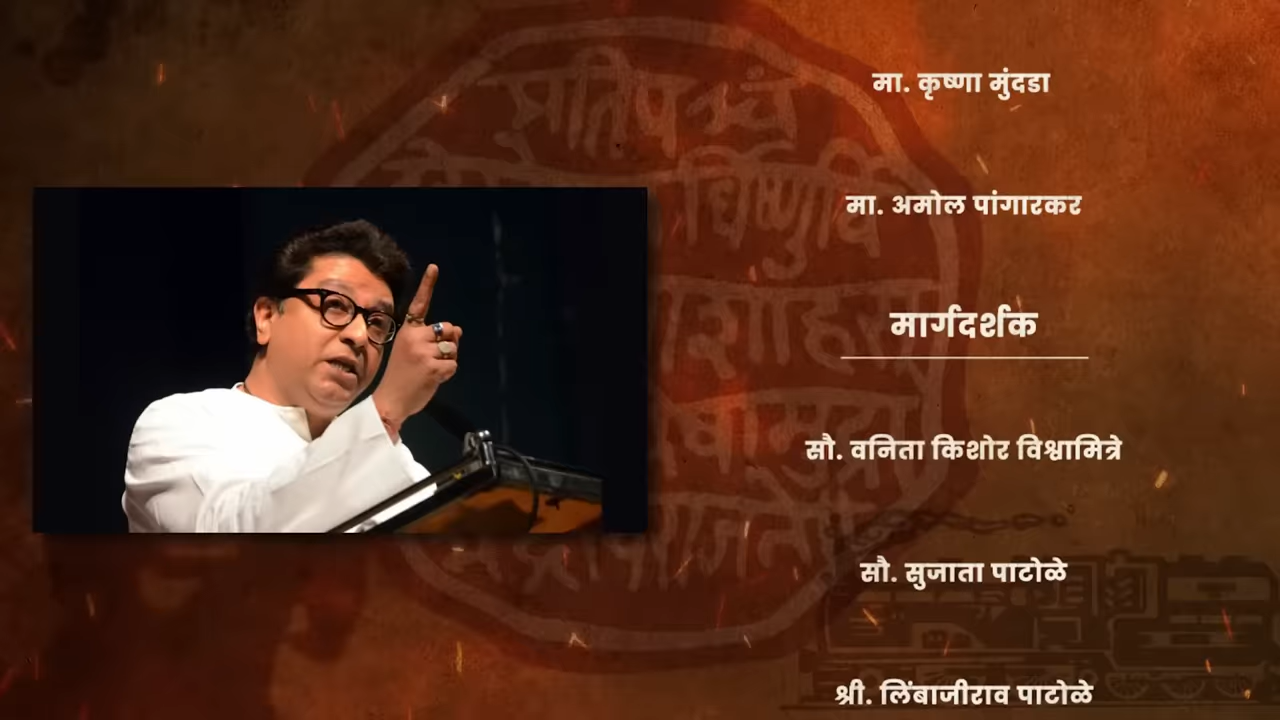 मा. कृष्णा मुंदडा
मा. अमोल पांगारकर
मार्गदर्शक
सौ. वनिता किशोर विश्वामित्रे
सौ. सुजाता पाटोळे
श्री. लिंबाजीराव पाटोळे